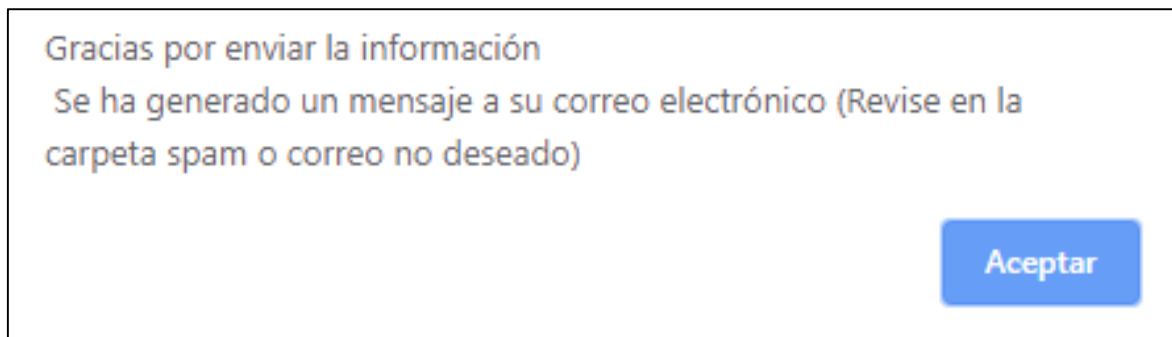 Gracias por enviar la información
Se ha generado un mensaje a su correo electrónico (Revise en la
carpeta spam o correo no deseado)
Aceptar